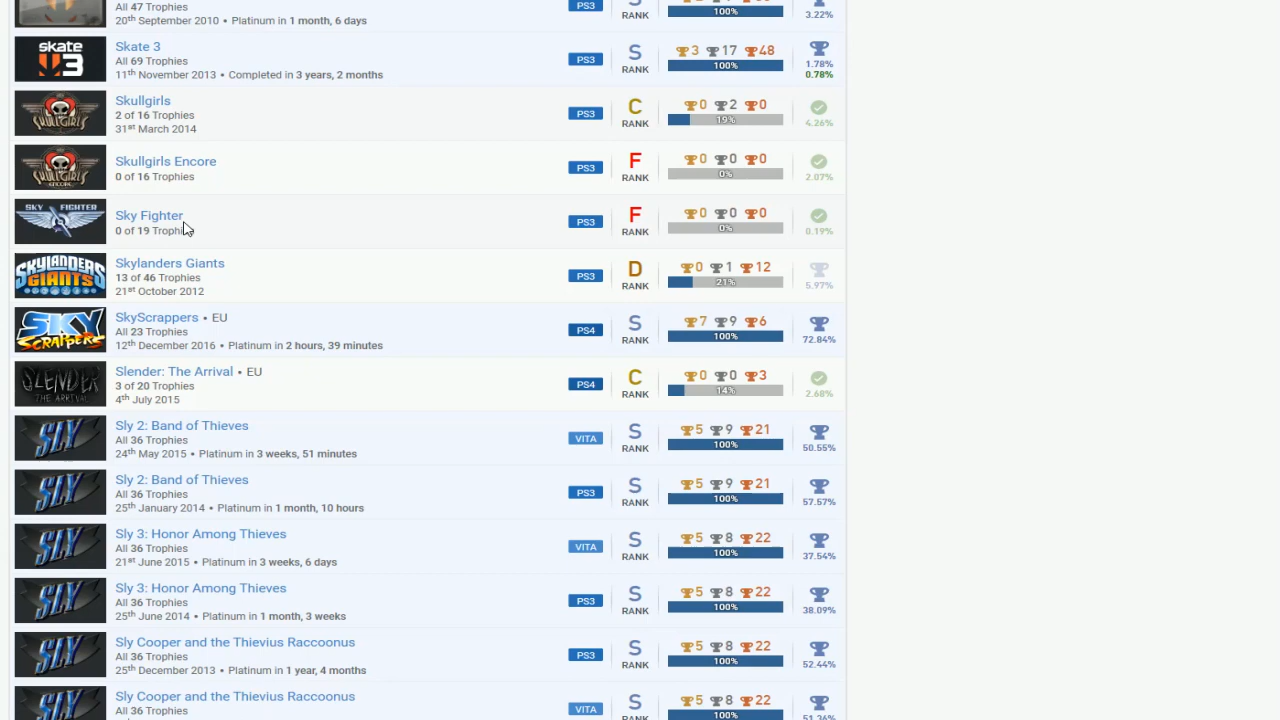 All 47 Trophies
20th September 2010 • Platinum in 1 month, 6 days
PS3
RANK
100%
3.22%
skate 3
Skate 3
All 69 Trophies
11th November 2013 • Completed in 3 years, 2 months
PS3
S RANK
3 17 48
100%
1.78%
0.78%
SKULLGIRLS
Skullgirls
2 of 16 Trophies
31st March 2014
PS3
C RANK
0 2 0
19%
4.26%
SKULLGIRLS ENCORE
Skullgirls Encore
0 of 16 Trophies
PS3
F RANK
0 0 0
0%
2.07%
SKY FIGHTER
Sky Fighter
0 of 19 Trophies
PS3
F RANK
0 0 0
0%
0.19%
SKYLANDERS GIANTS
Skylanders Giants
13 of 46 Trophies
21st October 2012
PS3
D RANK
0 1 12
21%
5.97%
SKY SCRAPPERS
SkyScrappers • EU
All 23 Trophies
12th December 2016 • Platinum in 2 hours, 39 minutes
PS4
S RANK
7 9 6
100%
72.84%
SLENDER THE ARRIVAL
Slender: The Arrival • EU
3 of 20 Trophies
4th July 2015
PS4
C RANK
0 0 3
14%
2.68%
SLY
Sly 2: Band of Thieves
All 36 Trophies
24th May 2015 • Platinum in 3 weeks, 51 minutes
VITA
S RANK
5 9 21
100%
50.55%
SLY
Sly 2: Band of Thieves
All 36 Trophies
25th January 2014 • Platinum in 1 month, 10 hours
PS3
S RANK
5 9 21
100%
57.57%
SLY
Sly 3: Honor Among Thieves
All 36 Trophies
21st June 2015 • Platinum in 3 weeks, 6 days
VITA
S RANK
5 8 22
100%
37.54%
SLY
Sly 3: Honor Among Thieves
All 36 Trophies
25th June 2014 • Platinum in 1 month, 3 weeks
PS3
S RANK
5 8 22
100%
38.09%
SLY
Sly Cooper and the Thievius Raccoonus
All 36 Trophies
25th December 2013 • Platinum in 1 year, 4 months
PS3
S RANK
5 8 22
100%
52.44%
SLY
Sly Cooper and the Thievius Raccoonus
All 36 Trophies
VITA
S RANK
5 8 22
100%
51.36%